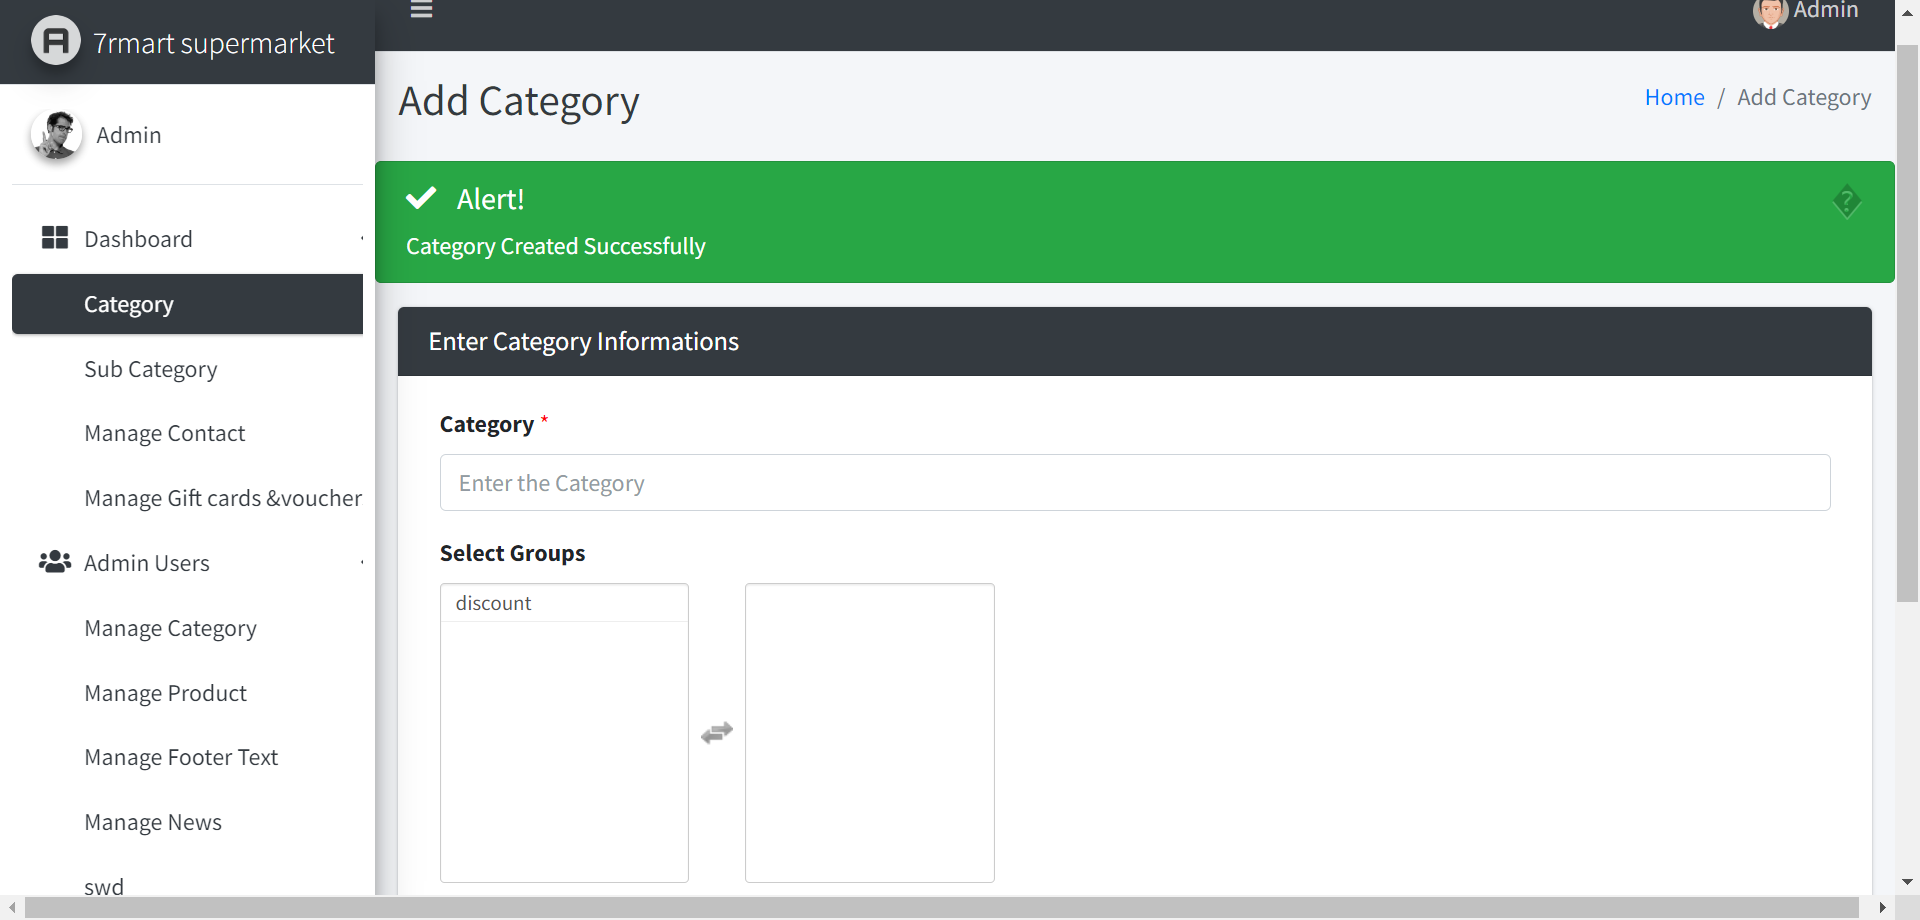 7rmart supermarket
Admin
Dashboard
Category
Sub Category
Manage Contact
Manage Gift cards &voucher
Admin Users
Manage Category
Manage Product
Manage Footer Text
Manage News
swd
Admin
Add Category
Home / Add Category
Alert!
Category Created Successfully
Enter Category Informations
Category *
Enter the Category
Select Groups
discount